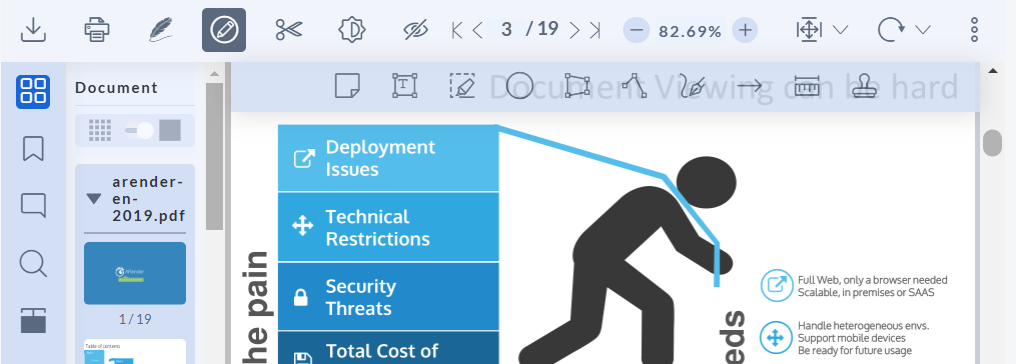 3 / 19
82.69%
Document Viewing can be hard
Document
arender-
en-
2019.pdf
1 / 19
Table of contents
Deployment
Issues
Technical
Restrictions
Security
Threats
Total Cost of
he pain
eds
Full Web, only a browser needed
Scalable, in premises or SAAS
Handle heterogeneous envs.
Support mobile devices
Be ready for future usage